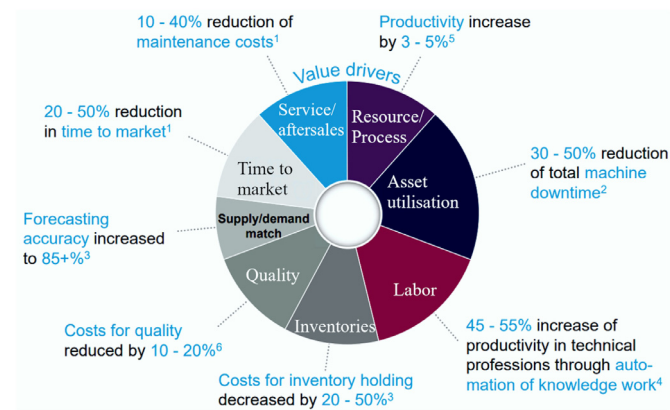 10 - 40% reduction of
maintenance costs1
Productivity increase
by 3 - 5%5
Value drivers
Service/
aftersales
Resource/
Process
20 - 50% reduction
in time to market1
30 - 50% reduction
of total machine
downtime2
Time to
market
Asset
utilisation
Forecasting
accuracy increased
to 85+%3
Supply/demand
match
Quality
Labor
Inventories
Costs for quality
reduced by 10 - 20%6
45 - 55% increase of
productivity in technical
professions through auto-
mation of knowledge work4
Costs for inventory holding
decreased by 20 - 50%3